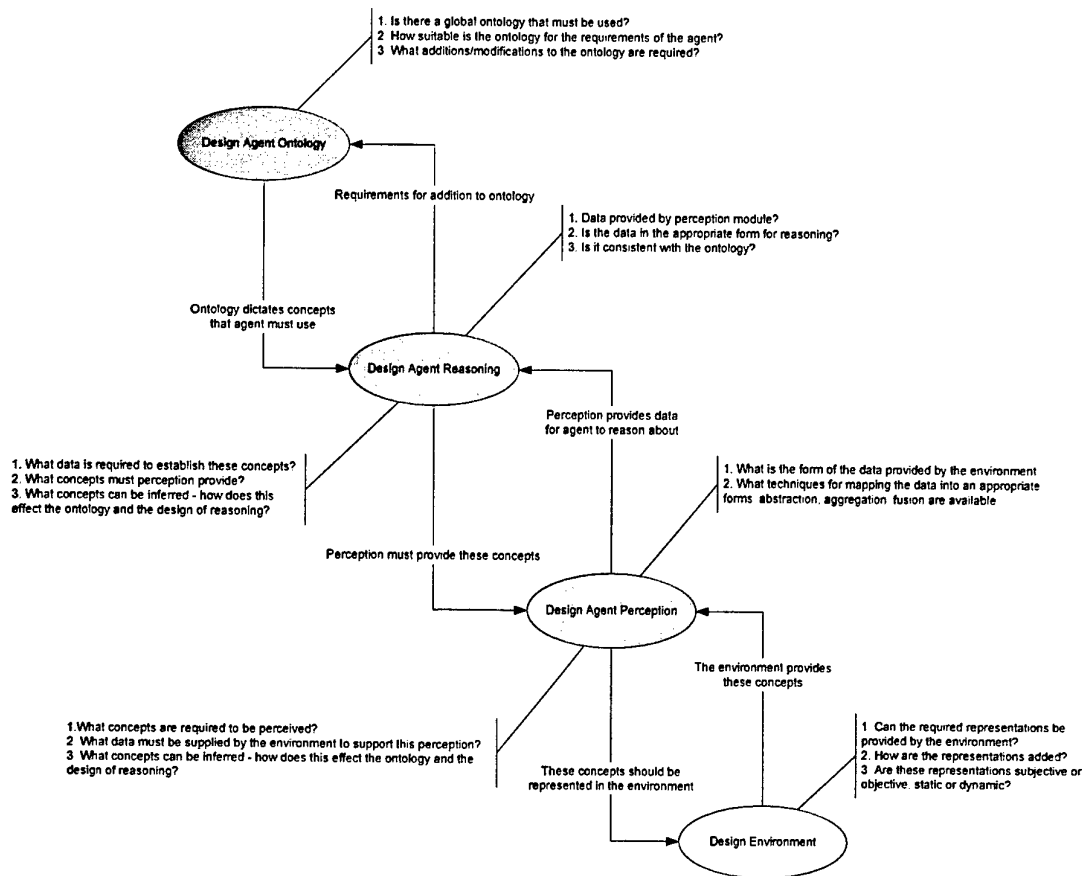 1. Is there a global ontology that must be used?
2 How suitable is the ontology for the requirements of the agent?
3 What additions/modifications to the ontology are required?
Design Agent Ontology
Requirements for addition to ontology
1. Data provided by perception module?
2. Is the data in the appropriate form for reasoning?
3. Is it consistent with the ontology?
Ontology dictates concepts
that agent must use
Design Agent Reasoning
Perception provides data
for agent to reason about
1. What data is required to establish these concepts?
2. What concepts must perception provide?
3. What concepts can be inferred - how does this
effect the ontology and the design of reasoning?
1. What is the form of the data provided by the environment
2. What techniques for mapping the data into an appropriate
forms abstraction, aggregation fusion are available
Perception must provide these concepts
Design Agent Perception
The environment provides
these concepts
1.What concepts are required to be perceived?
2 What data must be supplied by the environment to support this perception?
3 What concepts can be inferred - how does this effect the ontology and the
design of reasoning?
1 Can the required representations be
provided by the environment?
2. How are the representations added?
3 Are these representations subjective or
objective, static or dynamic?
These concepts should be
represented in the environment
Design Environment